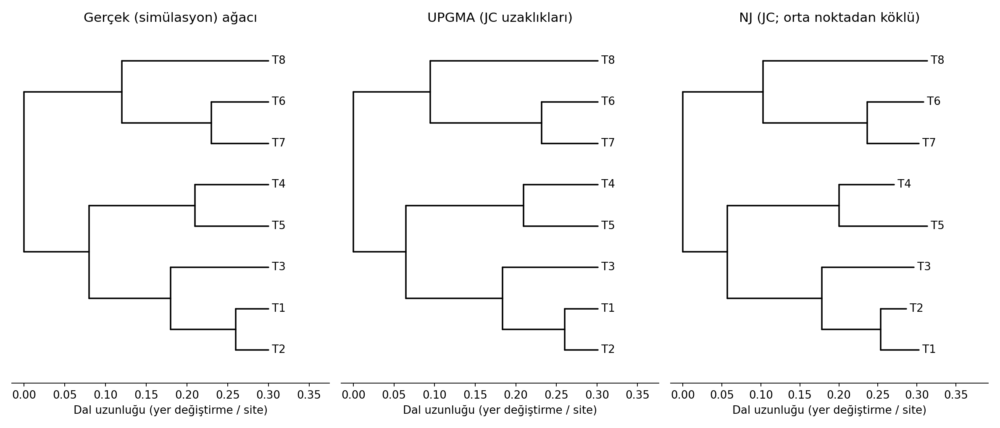 Gerçek (simülasyon) ağacı
T8
T6
T7
T4
T5
T3
T1
T2
0.00 0.05 0.10 0.15 0.20 0.25 0.30 0.35
Dal uzunluğu (yer değiştirme / site)
UPGMA (JC uzaklıkları)
T8
T6
T7
T4
T5
T3
T1
T2
0.00 0.05 0.10 0.15 0.20 0.25 0.30 0.35
Dal uzunluğu (yer değiştirme / site)
NJ (JC; orta noktadan köklü)
T8
T6
T7
T4
T5
T3
T2
T1
0.00 0.05 0.10 0.15 0.20 0.25 0.30 0.35
Dal uzunluğu (yer değiştirme / site)